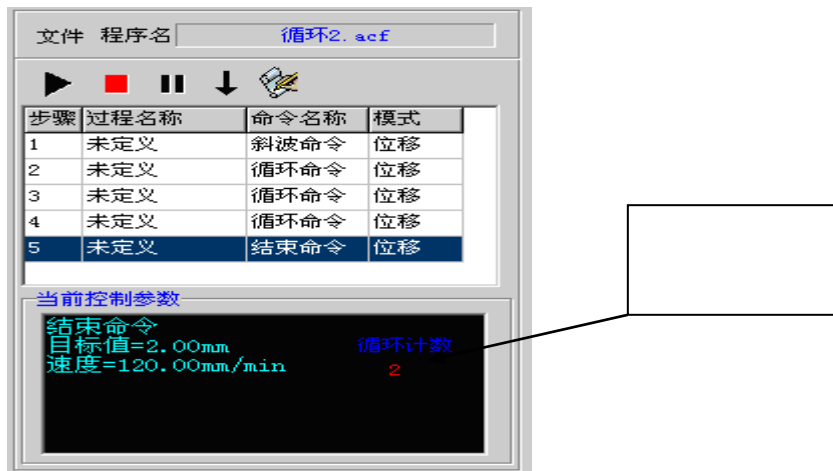 文件 程序名 循环2.acf
步骤 过程名称 命令名称 模式
1 未定义 斜波命令 位移
2 未定义 循环命令 位移
3 未定义 循环命令 位移
4 未定义 循环命令 位移
5 未定义 结束命令 位移
当前控制参数
结束命令
目标值=2.00mm 循环计数
速度=120.00mm/min 2